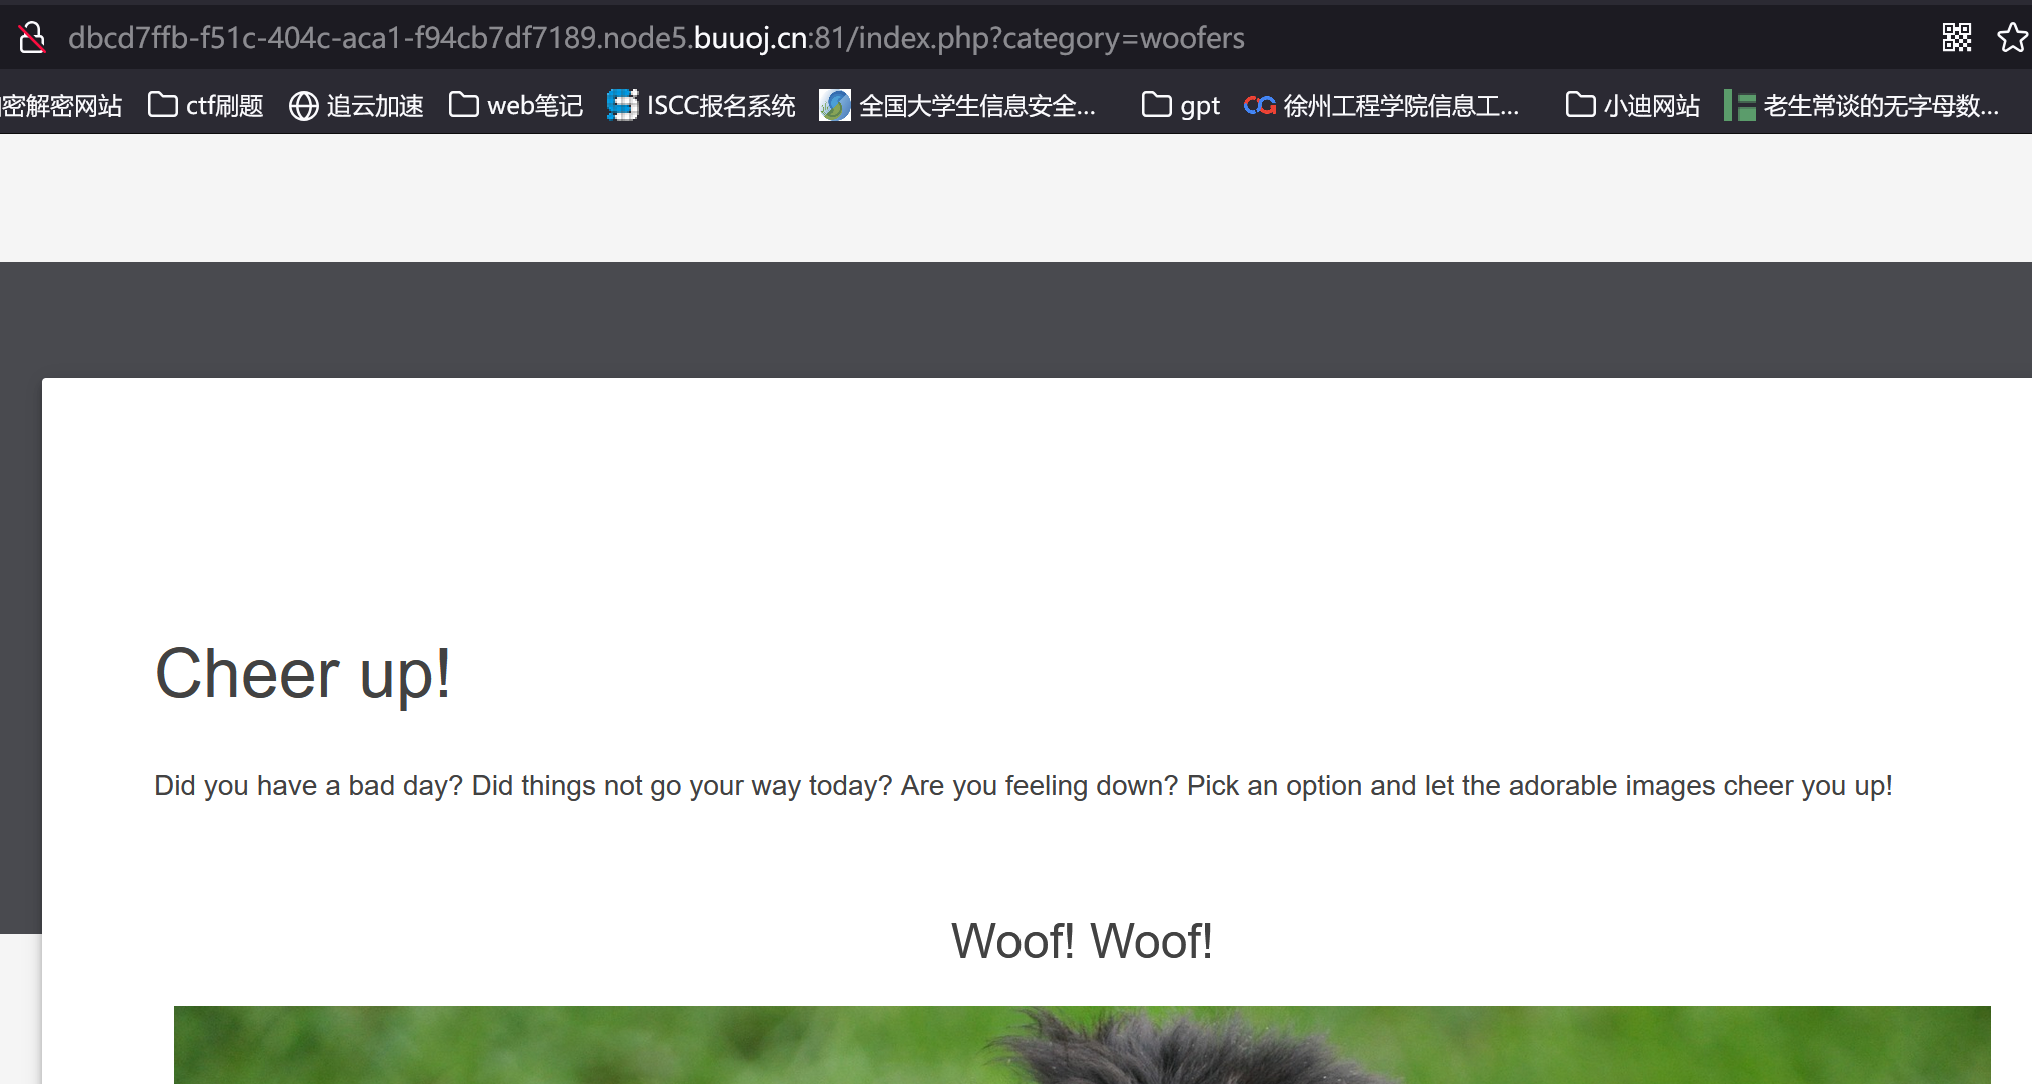 dbcd7ffb-f51c-404c-aca1-f94cb7df7189.node5.buuoj.cn:81/index.php?category=woofers
密解密网站 ctf刷题 追云加速 web笔记 ISCC报名系统 全国大学生信息安全... gpt 徐州工程学院信息工... 小迪网站 老生常谈的无字母数...
Cheer up!
Did you have a bad day? Did things not go your way today? Are you feeling down? Pick an option and let the adorable images cheer you up!
Woof! Woof!